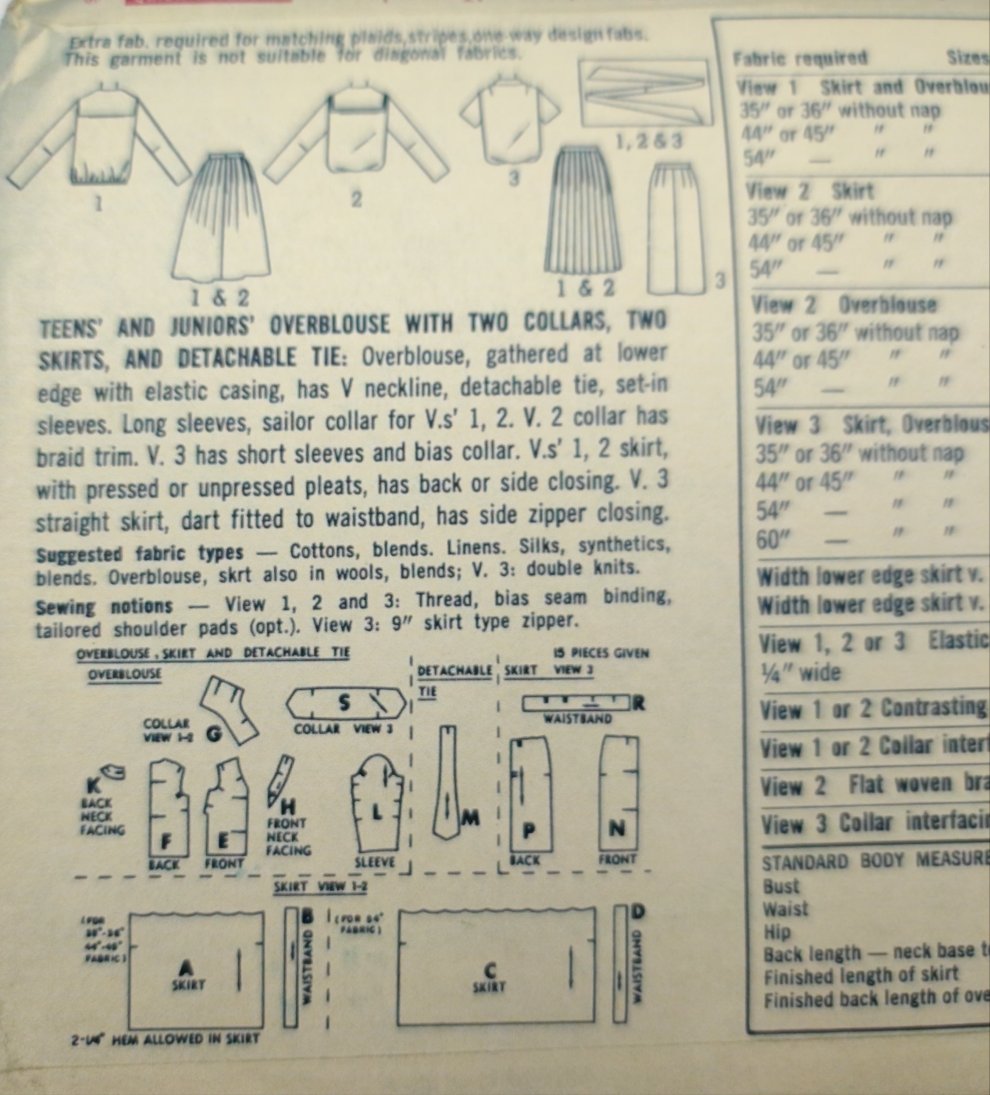 Extra fab. required for matching plaids, stripes, one-way design fabs.
This garment is not suitable for diagonal fabrics.
1
2
3
1, 2 & 3
1 & 2
1 & 2
3
TEENS' AND JUNIORS' OVERBLOUSE WITH TWO COLLARS, TWO
SKIRTS, AND DETACHABLE TIE: Overblouse, gathered at lower
edge with elastic casing, has V neckline, detachable tie, set-in
sleeves. Long sleeves, sailor collar for V.s' 1, 2. V. 2 collar has
braid trim. V. 3 has short sleeves and bias collar. V.s' 1, 2 skirt,
with pressed or unpressed pleats, has back or side closing. V. 3
straight skirt, dart fitted to waistband, has side zipper closing.
Suggested fabric types — Cottons, blends. Linens. Silks, synthetics,
blends. Overblouse, skrt also in wools, blends; V. 3: double knits.
Sewing notions — View 1, 2 and 3: Thread, bias seam binding,
tailored shoulder pads (opt.). View 3: 9" skirt type zipper.
OVERBLOUSE, SKIRT AND DETACHABLE TIE
15 PIECES GIVEN
OVERBLOUSE
DETACHABLE
TIE
SKIRT VIEW 3
COLLAR
VIEW 1-2
G
S
COLLAR VIEW 3
R
WAISTBAND
K
BACK
NECK
FACING
F
BACK
E
FRONT
H
FRONT
NECK
FACING
L
SLEEVE
M
P
BACK
N
FRONT
SKIRT VIEW 1-2
(FOR
35"-36"
44"-45"
FABRIC)
A
SKIRT
B
WAISTBAND
(FOR 54"
FABRIC)
C
SKIRT
D
WAISTBAND
2-1/4" HEM ALLOWED IN SKIRT
Fabric required Sizes
View 1 Skirt and Overblou
35" or 36" without nap
44" or 45" " "
54" — " "
View 2 Skirt
35" or 36" without nap
44" or 45" " "
54" — " "
View 2 Overblouse
35" or 36" without nap
44" or 45" " "
54" — " "
View 3 Skirt, Overblous
35" or 36" without nap
44" or 45" " "
54" — " "
60" — " "
Width lower edge skirt v.
Width lower edge skirt v.
View 1, 2 or 3 Elastic
¼" wide
View 1 or 2 Contrasting
View 1 or 2 Collar interf
View 2 Flat woven bra
View 3 Collar interfacin
STANDARD BODY MEASURE
Bust
Waist
Hip
Back length — neck base t
Finished length of skirt
Finished back length of ove